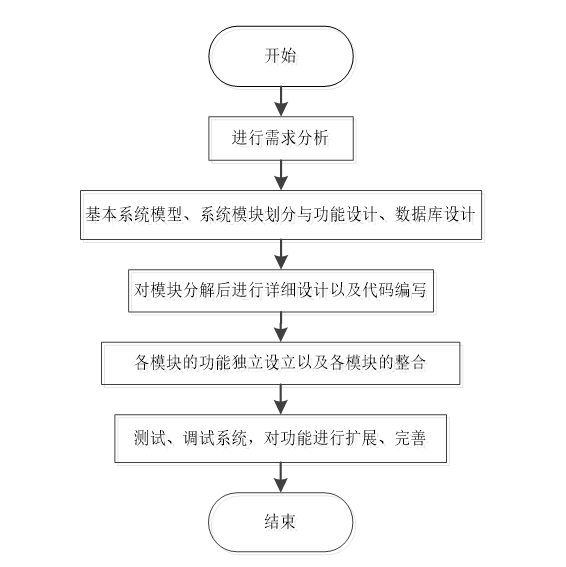 开始
进行需求分析
基本系统模型、系统模块划分与功能设计、数据库设计
对模块分解后进行详细设计以及代码编写
各模块的功能独立设立以及各模块的整合
测试、调试系统，对功能进行扩展、完善
结束